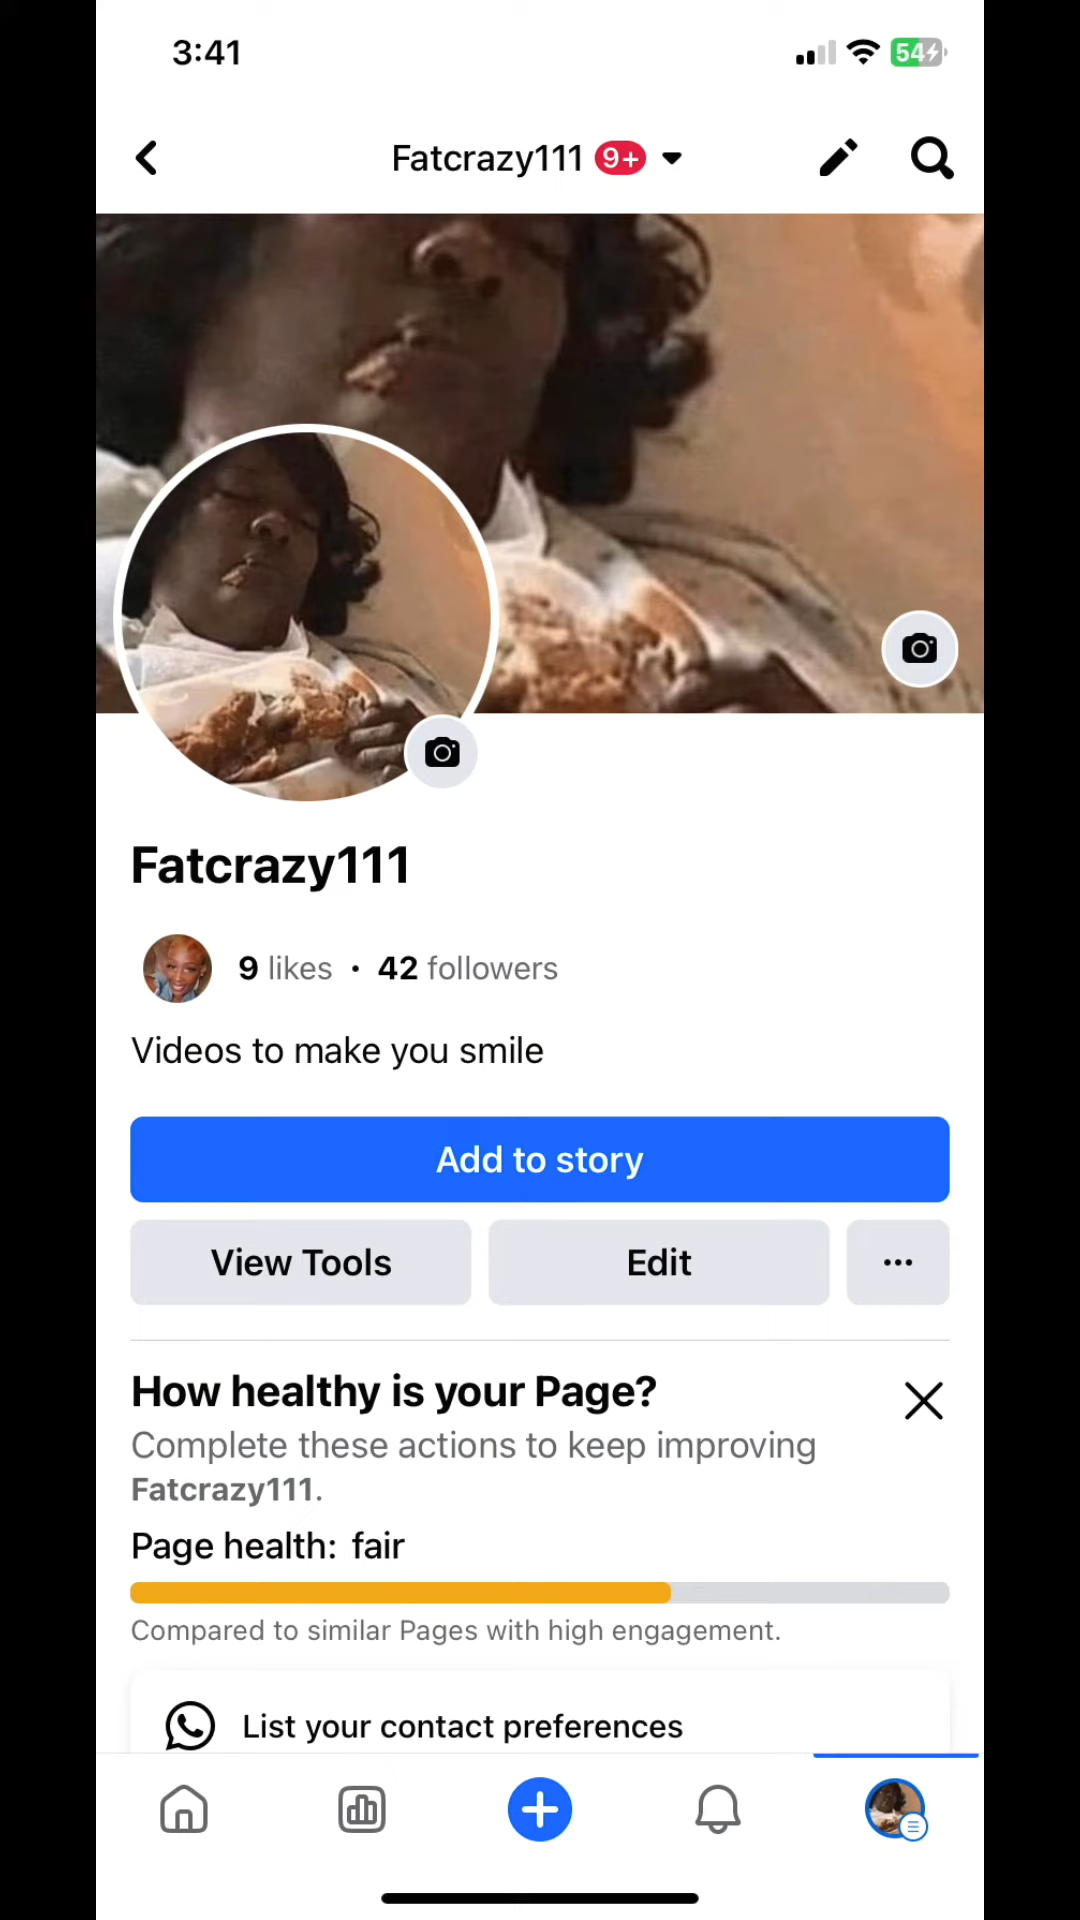 3:41
54
Fatcrazy111 9+
Fatcrazy111
9 likes • 42 followers
Videos to make you smile
Add to story
View Tools
Edit
How healthy is your Page?
Complete these actions to keep improving
Fatcrazy111.
Page health: fair
Compared to similar Pages with high engagement.
List your contact preferences